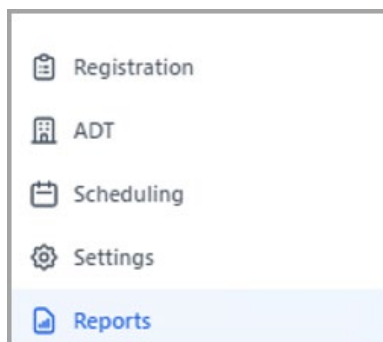 Registration
ADT
Scheduling
Settings
Reports